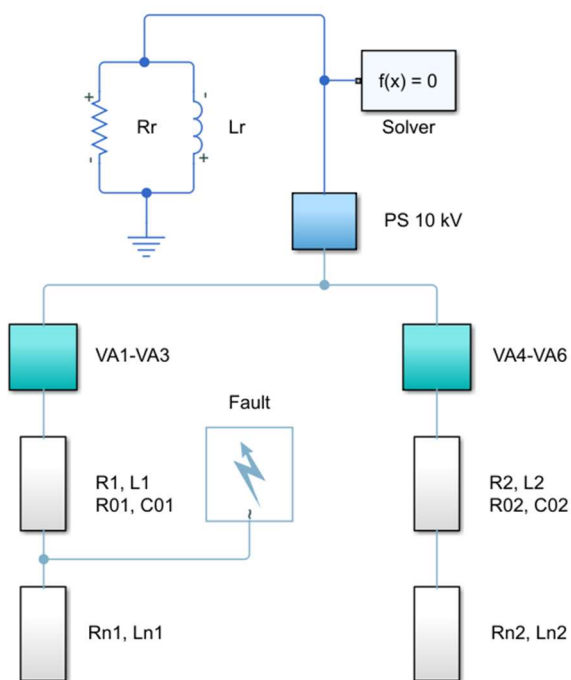 f(x) = 0
Solver
+
-
Rr
Lr
-
+
PS 10 kV
VA1-VA3
VA4-VA6
Fault
R1, L1
R01, C01
~
R2, L2
R02, C02
Rn1, Ln1
Rn2, Ln2